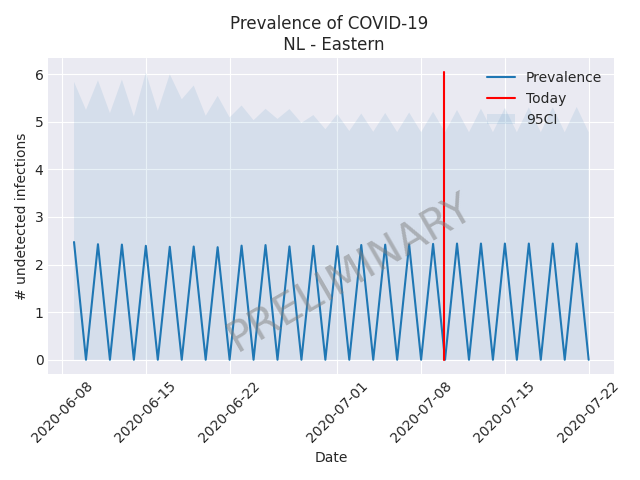 Prevalence of COVID-19
NL - Eastern
Prevalence
Today
95CI
6
5
4
3
2
1
0
# undetected infections
PRELIMINARY
2020-06-08
2020-06-15
2020-06-22
2020-07-01
2020-07-08
2020-07-15
2020-07-22
Date